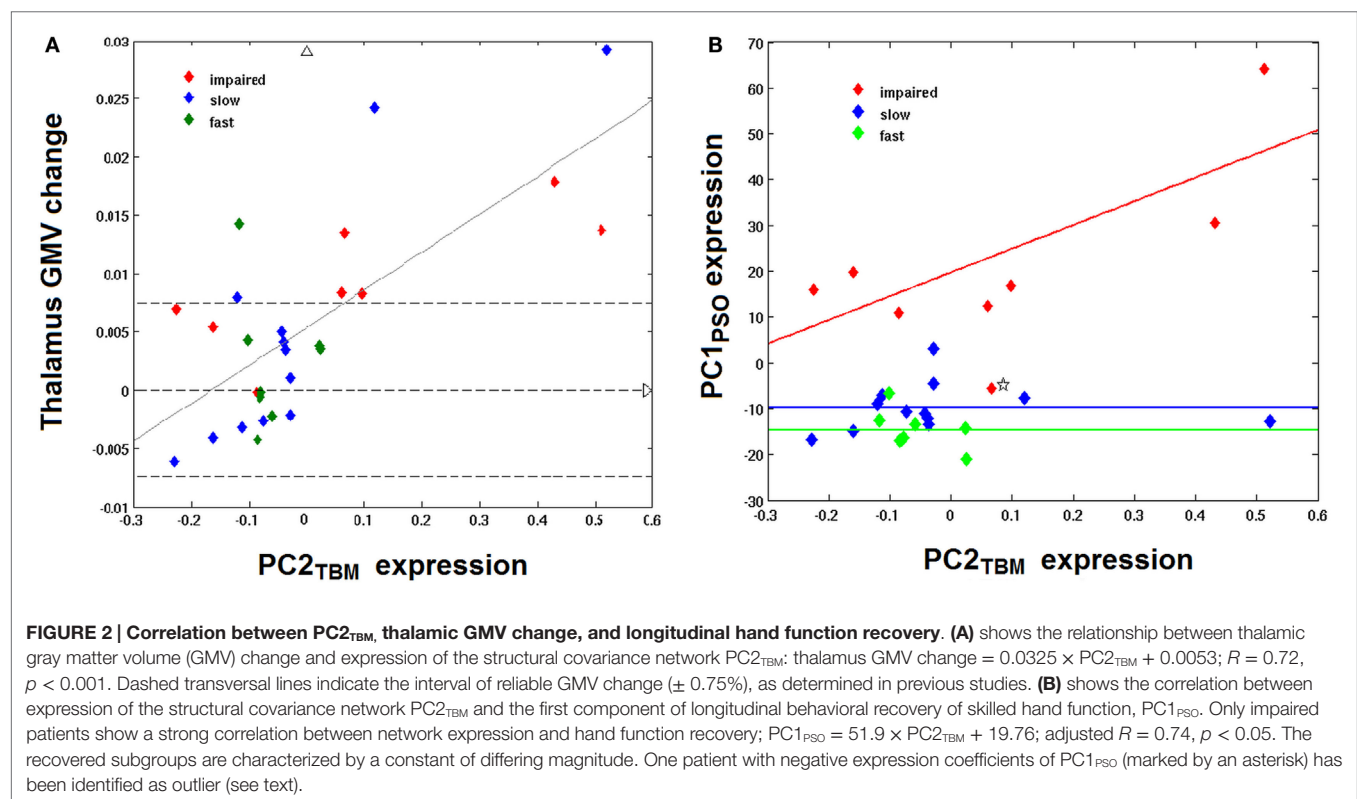 A
Thalamus GMV change
0.03
0.025
0.02
0.015
0.01
0.005
0
-0.005
-0.01
impaired
slow
fast
-0.3 -0.2 -0.1 0 0.1 0.2 0.3 0.4 0.5 0.6
PC2TBM expression
B
PC1PSO expression
70
60
50
40
30
20
10
0
-10
-20
-30
impaired
slow
fast
-0.3 -0.2 -0.1 0 0.1 0.2 0.3 0.4 0.5 0.6
PC2TBM expression
FIGURE 2 | Correlation between PC2TBM, thalamic GMV change, and longitudinal hand function recovery. (A) shows the relationship between thalamic
gray matter volume (GMV) change and expression of the structural covariance network PC2TBM: thalamus GMV change = 0.0325 × PC2TBM + 0.0053; R = 0.72,
p < 0.001. Dashed transversal lines indicate the interval of reliable GMV change (± 0.75%), as determined in previous studies. (B) shows the correlation between
expression of the structural covariance network PC2TBM and the first component of longitudinal behavioral recovery of skilled hand function, PC1PSO. Only impaired
patients show a strong correlation between network expression and hand function recovery; PC1PSO = 51.9 × PC2TBM + 19.76; adjusted R = 0.74, p < 0.05. The
recovered subgroups are characterized by a constant of differing magnitude. One patient with negative expression coefficients of PC1PSO (marked by an asterisk) has
been identified as outlier (see text).